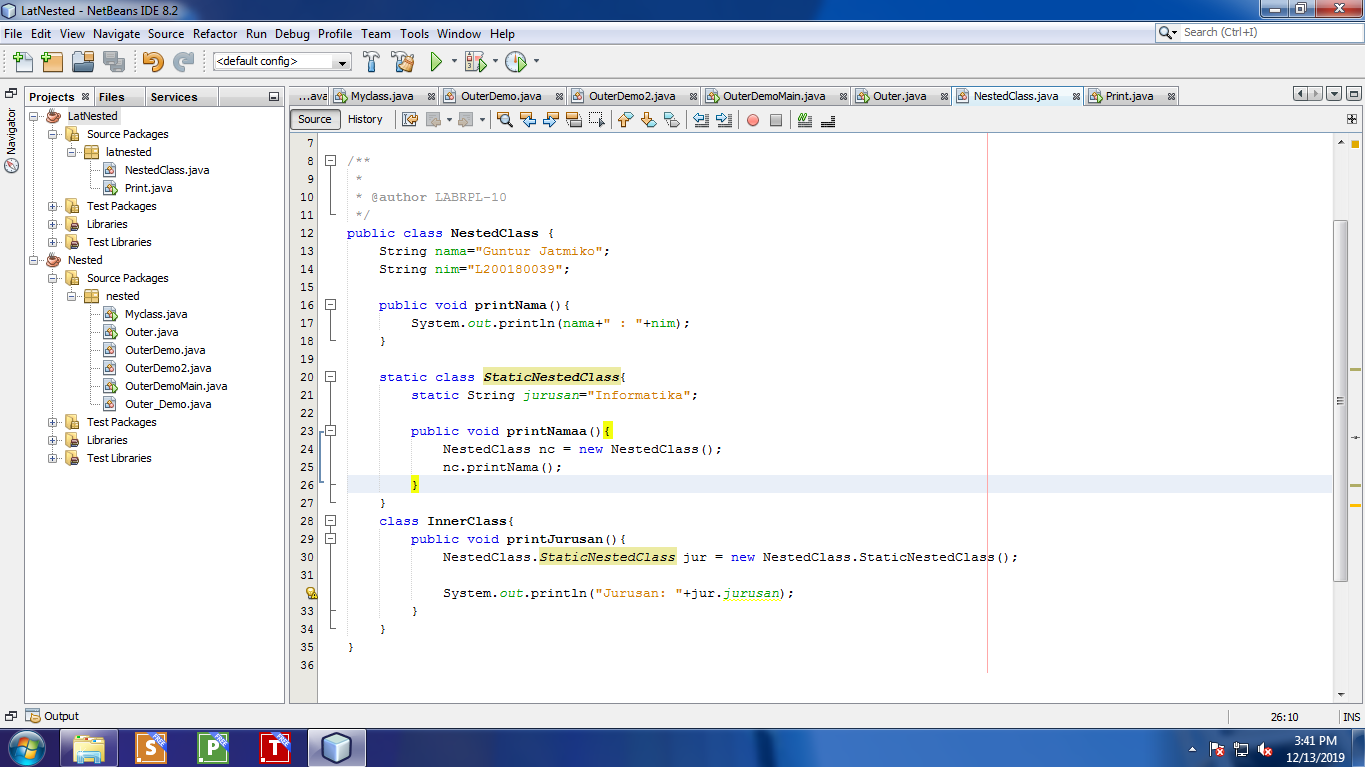 LatNested - NetBeans IDE 8.2
File Edit View Navigate Source Refactor Run Debug Profile Team Tools Window Help
Search (Ctrl+I)
<default config>
Projects Files Services
...ava Myclass.java OuterDemo.java OuterDemo2.java OuterDemoMain.java Outer.java NestedClass.java Print.java
Source History
Navigator
LatNested
Source Packages
latnested
NestedClass.java
Print.java
Test Packages
Libraries
Test Libraries
Nested
Source Packages
nested
Myclass.java
Outer.java
OuterDemo.java
OuterDemo2.java
OuterDemoMain.java
Outer_Demo.java
Test Packages
Libraries
Test Libraries
7
8 /**
9 *
10 * @author LABRPL-10
11 */
12 public class NestedClass {
13 String nama="Guntur Jatmiko";
14 String nim="L200180039";
15
16 public void printNama(){
17 System.out.println(nama+" : "+nim);
18 }
19
20 static class StaticNestedClass{
21 static String jurusan="Informatika";
22
23 public void printNamaa(){
24 NestedClass nc = new NestedClass();
25 nc.printNama();
26 }
27 }
28 class InnerClass{
29 public void printJurusan(){
30 NestedClass.StaticNestedClass jur = new NestedClass.StaticNestedClass();
31
System.out.println("Jurusan: "+jur.jurusan);
33 }
34 }
35 }
36
Output
26:10 INS
S FREE P FREE T FREE
3:41 PM
12/13/2019